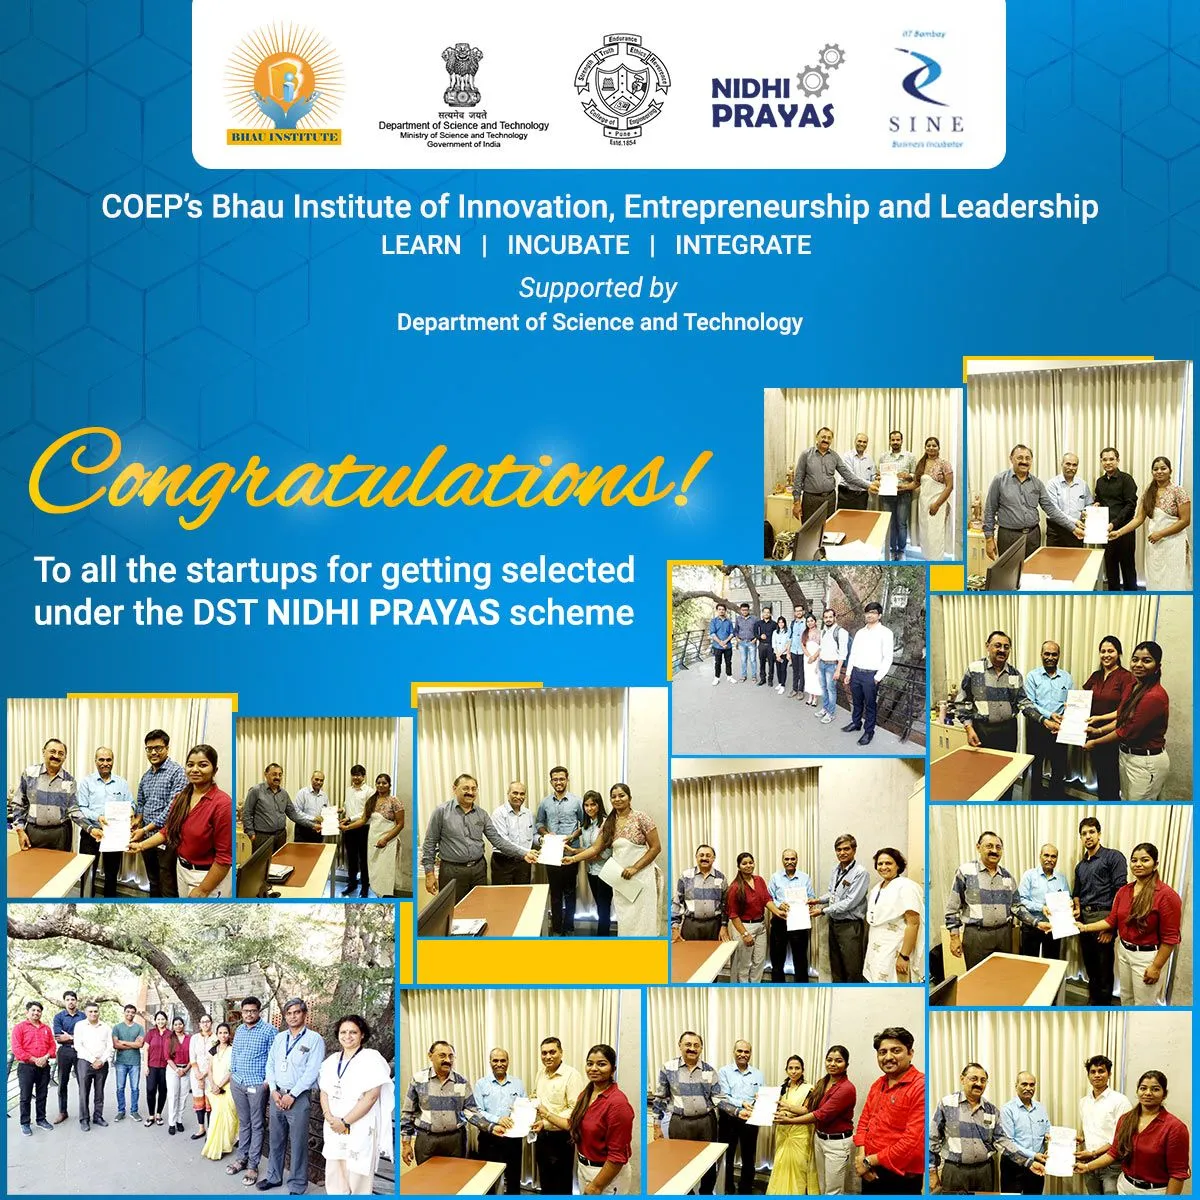 BHAU INSTITUTE
सत्यमेव जयते
Department of Science and Technology
Ministry of Science and Technology
Government of India
Endurance
Strength Truth Ethics Reverence
College of Engineering
Pune
Estd.1854
NIDHI
PRAYAS
IIT Bombay
SINE
Business Incubator
COEP's Bhau Institute of Innovation, Entrepreneurship and Leadership
LEARN | INCUBATE | INTEGRATE
Supported by
Department of Science and Technology
Congratulations!
To all the startups for getting selected
under the DST NIDHI PRAYAS scheme